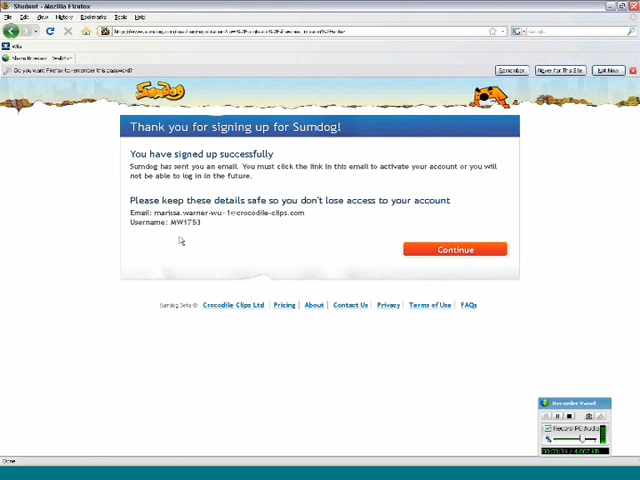 Student - Mozilla Firefox
File Edit View History Bookmarks Tools Help
Google
Do you want Firefox to remember this password?
Remember
Never for This Site
Not Now
Sumdog
Thank you for signing up for Sumdog!
You have signed up successfully
Sumdog has sent you an email. You must click the link in this email to activate your account or you will
not be able to log in in the future.
Please keep these details safe so you don't lose access to your account
Email: marissa.warner-wu+1@crocodile-clips.com
Username: MW1753
Continue
Sumdog Beta © Crocodile Clips Ltd Pricing About Contact Us Privacy Terms of Use FAQs
Recorder Panel
Record PC Audio
Done